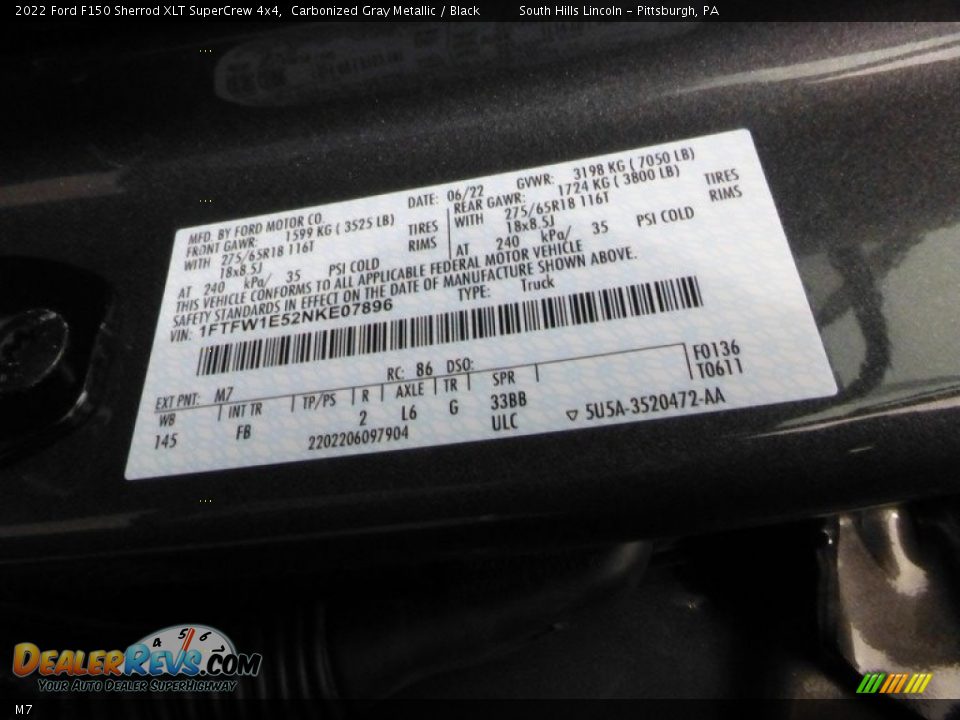 2022 Ford F150 Sherrod XLT SuperCrew 4x4, Carbonized Gray Metallic / Black South Hills Lincoln - Pittsburgh, PA
MFD. BY FORD MOTOR CO. DATE: 06/22 GVWR: 3198 KG ( 7050 LB)
FRONT GAWR: 1599 KG ( 3525 LB) REAR GAWR: 1724 KG ( 3800 LB)
WITH 275/65R18 116T TIRES WITH 275/65R18 116T TIRES
18x8.5J RIMS 18x8.5J RIMS
AT 240 kPa/ 35 PSI COLD AT 240 kPa/ 35 PSI COLD
THIS VEHICLE CONFORMS TO ALL APPLICABLE FEDERAL MOTOR VEHICLE
SAFETY STANDARDS IN EFFECT ON THE DATE OF MANUFACTURE SHOWN ABOVE.
VIN: 1FTFW1E52NKE07896 TYPE: Truck
EXT PNT: M7 RC: 86 DSO: F0136
WB INT TR TP/PS R AXLE TR SPR T0611
145 FB 2 L6 G 33BB
2202206097904 ULC ▽ 5U5A-3520472-AA
4 5 6
DEALERREVS.COM
YOUR AUTO DEALER SUPERHIGHWAY
M7